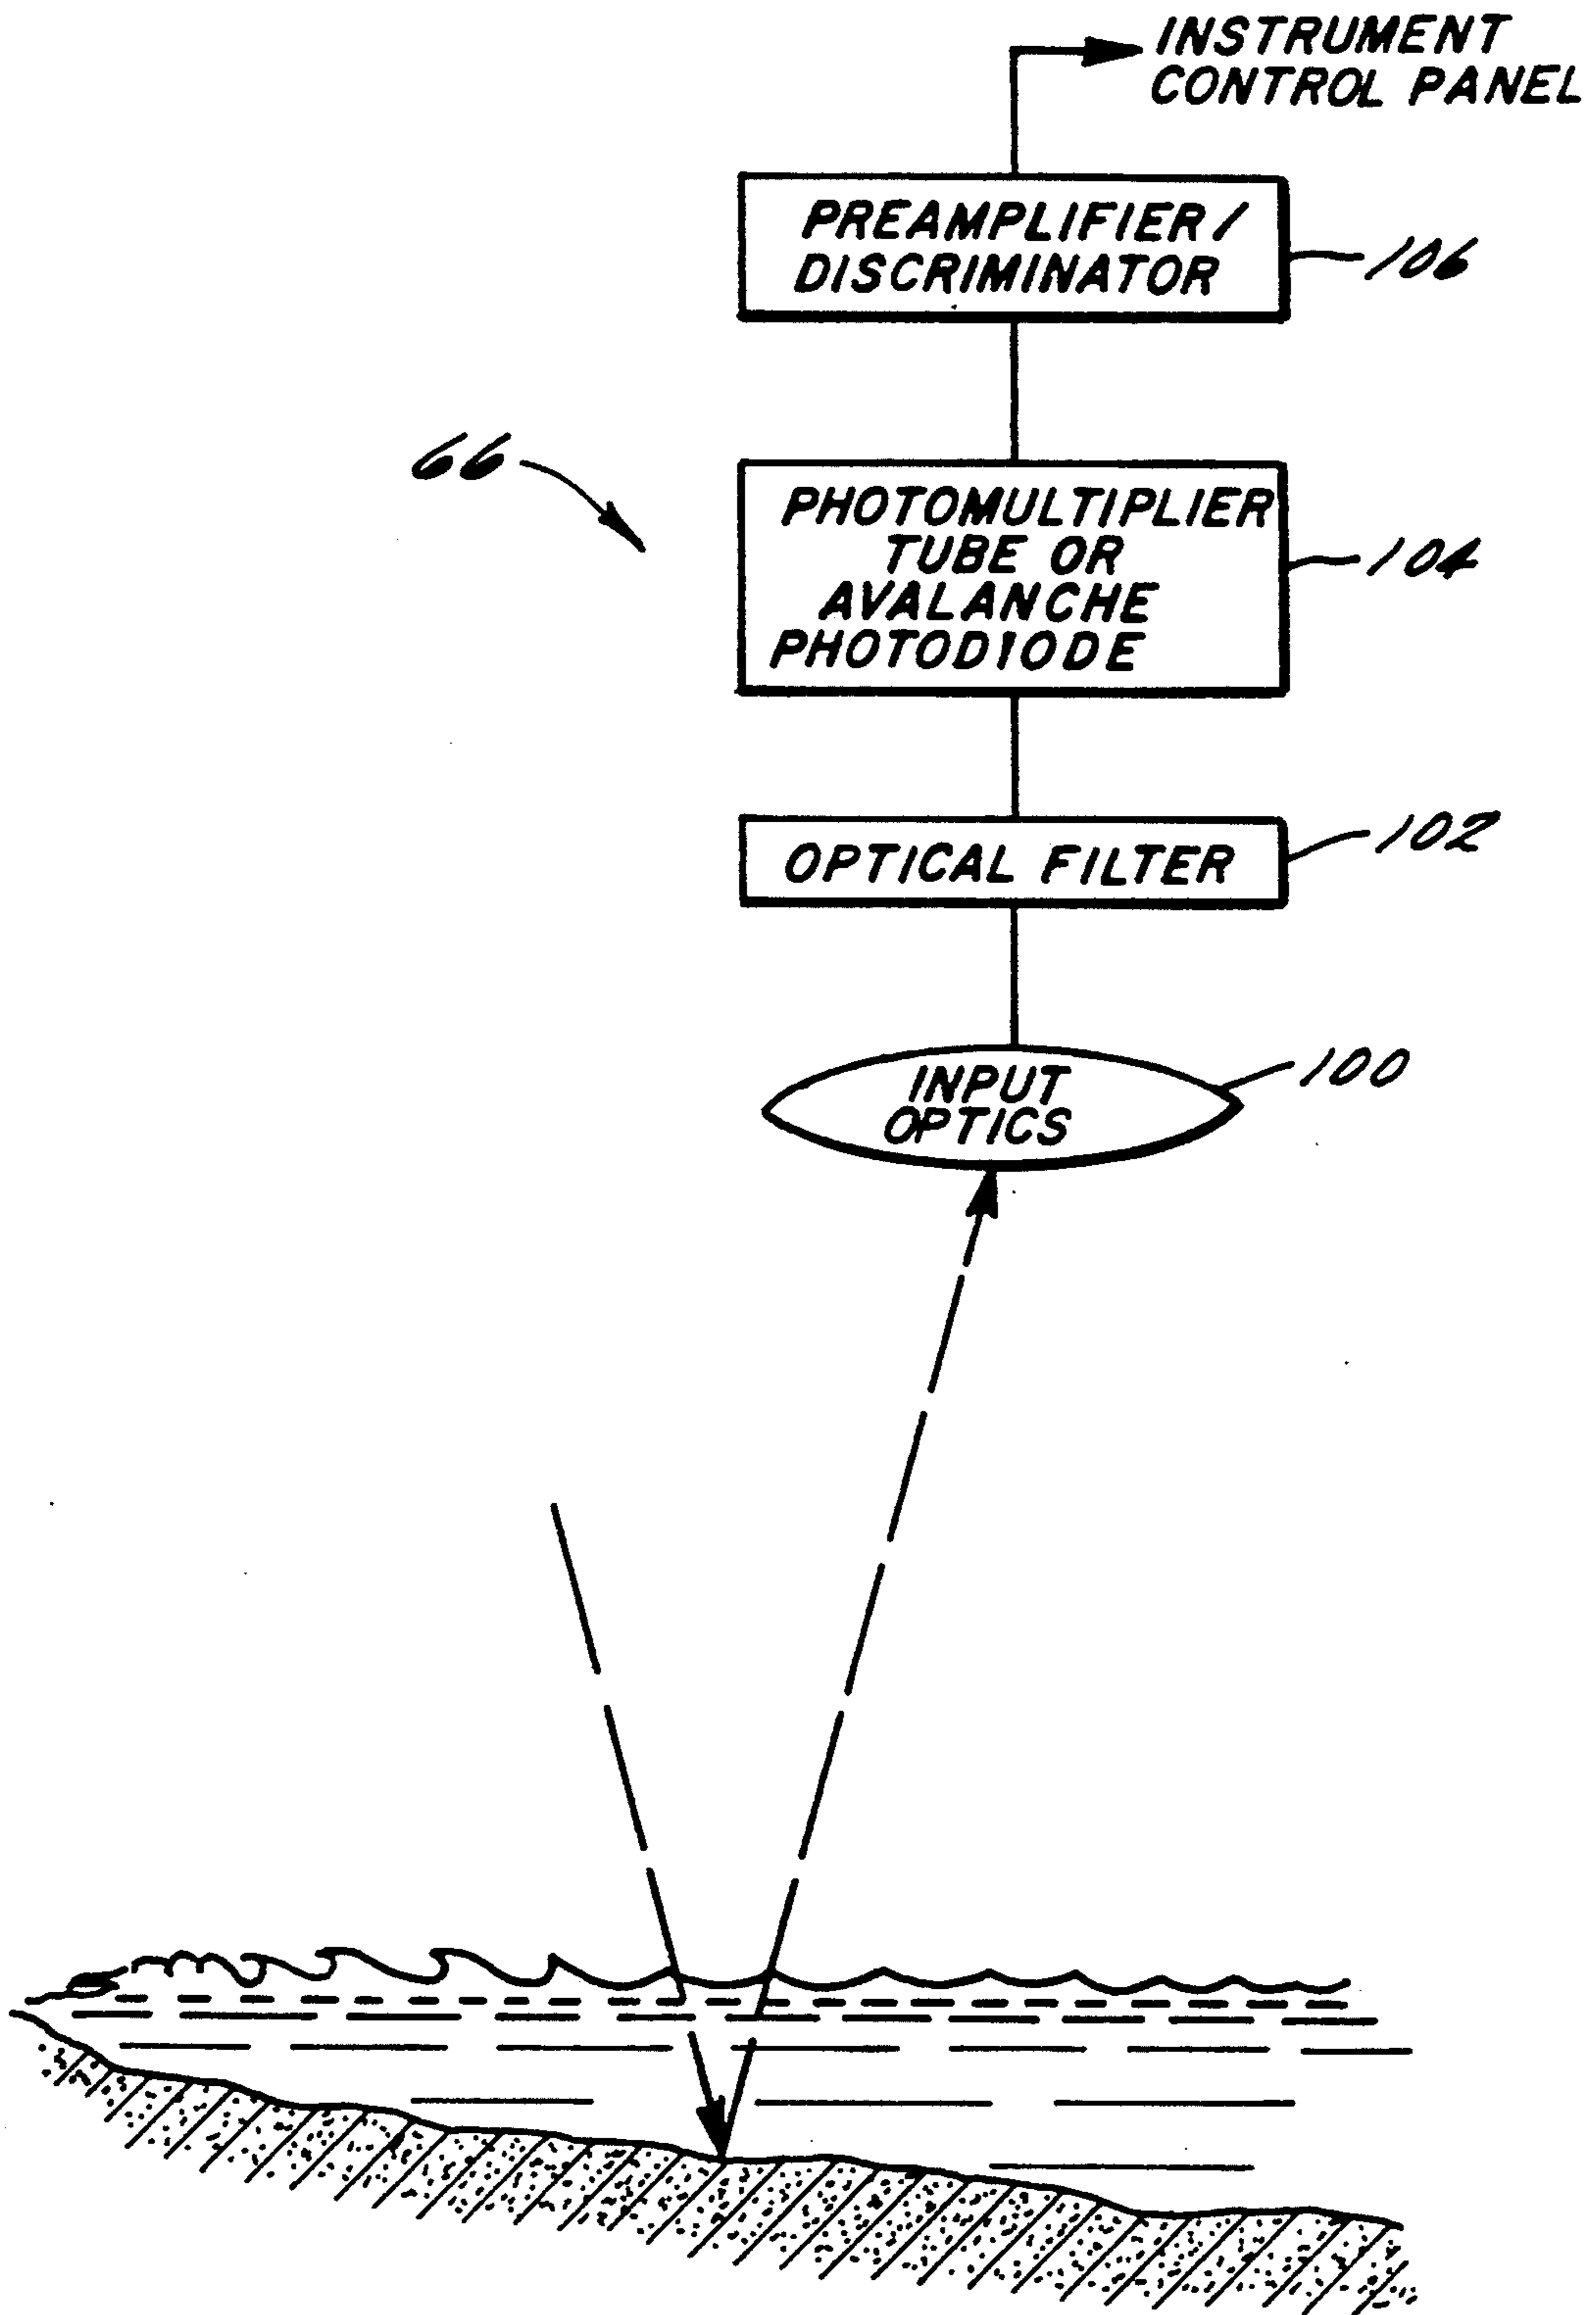 INSTRUMENT
CONTROL PANEL
PREAMPLIFIER/
DISCRIMINATOR
106
66
PHOTOMULTIPLIER
TUBE OR
AVALANCHE
PHOTODIODE
104
OPTICAL FILTER
102
INPUT
OPTICS
100